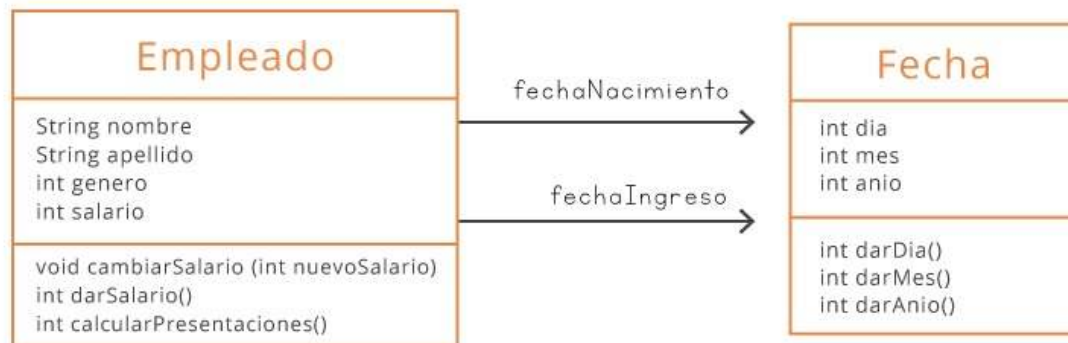 Empleado
String nombre
String apellido
int genero
int salario
void cambiarSalario (int nuevoSalario)
int darSalario()
int calcularPresentaciones()
fechaNacimiento
fechaIngreso
Fecha
int dia
int mes
int anio
int darDia()
int darMes()
int darAnio()